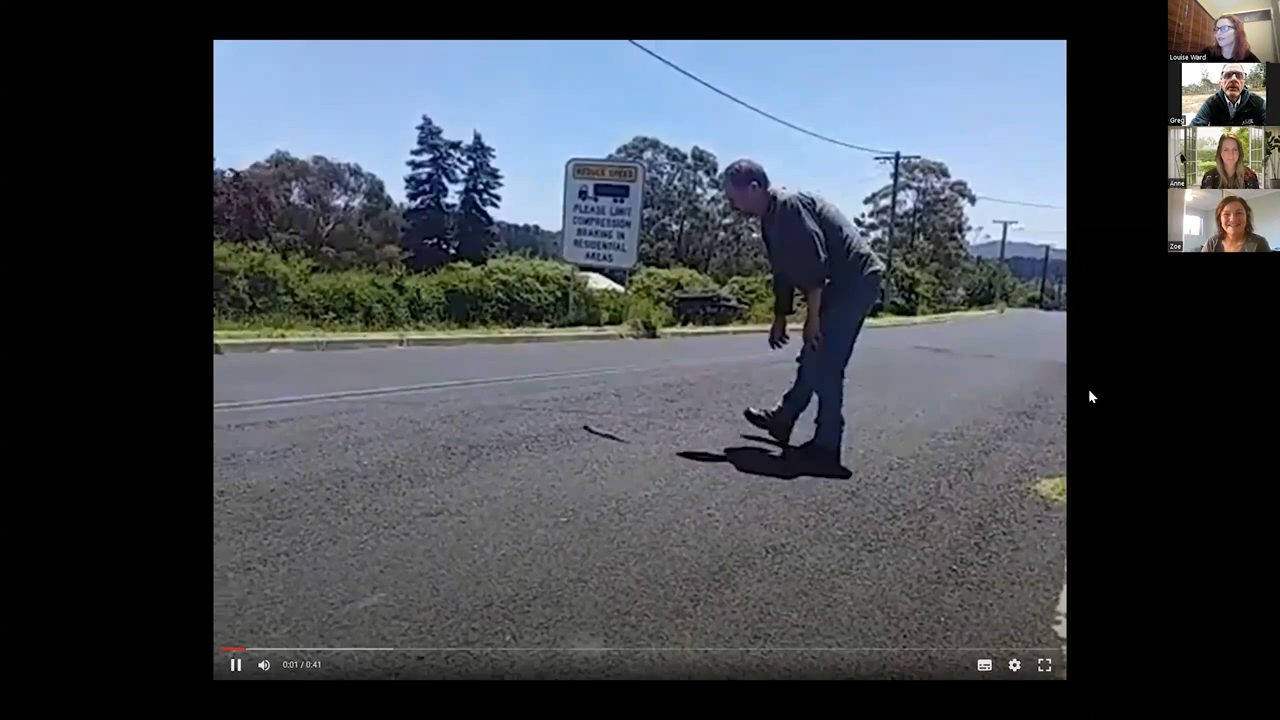 REDUCE SPEED
PLEASE LIMIT
COMPRESSION
BRAKING IN
RESIDENTIAL
AREAS
0:01 / 0:41
Louise Ward
Greg
Anne
Zoe